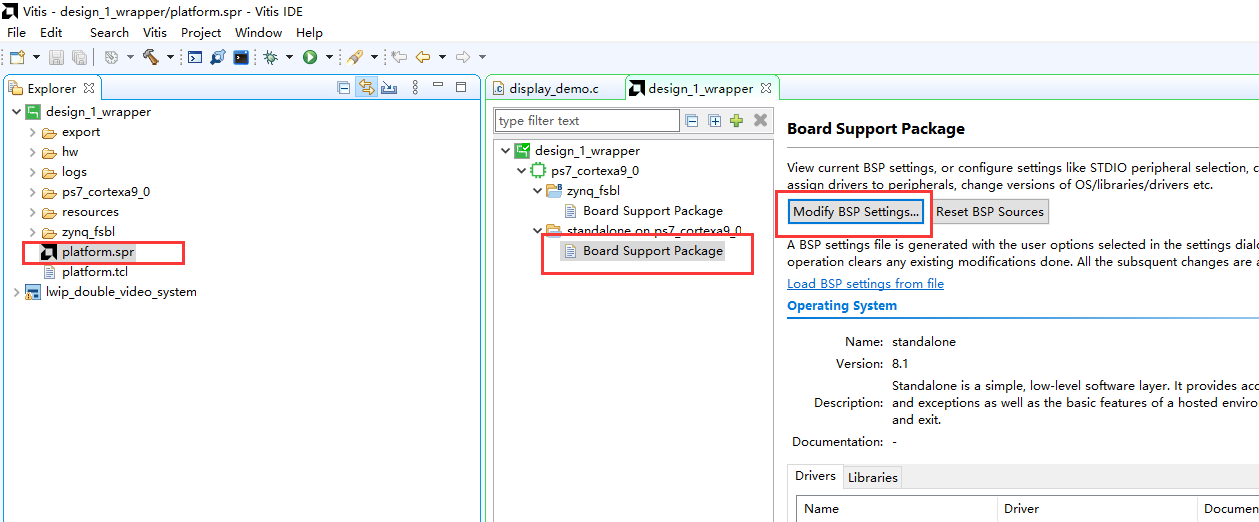 Vitis - design_1_wrapper/platform.spr - Vitis IDE
File Edit Search Vitis Project Window Help
Explorer
design_1_wrapper
export
hw
logs
ps7_cortexa9_0
resources
zynq_fsbl
platform.spr
platform.tcl
lwip_double_video_system
display_demo.c
design_1_wrapper
type filter text
design_1_wrapper
ps7_cortexa9_0
zynq_fsbl
Board Support Package
standalone on ps7_cortexa9_0
Board Support Package
Board Support Package
View current BSP settings, or configure settings like STDIO peripheral selection, c
assign drivers to peripherals, change versions of OS/libraries/drivers etc.
Modify BSP Settings... Reset BSP Sources
A BSP settings file is generated with the user options selected in the settings dialo
operation clears any existing modifications done. All the subsquent changes are a
Load BSP settings from file
Operating System
Name: standalone
Version: 8.1
Standalone is a simple, low-level software layer. It provides acc
Description: and exceptions as well as the basic features of a hosted enviro
and exit.
Documentation: -
Drivers Libraries
Name Driver Documen